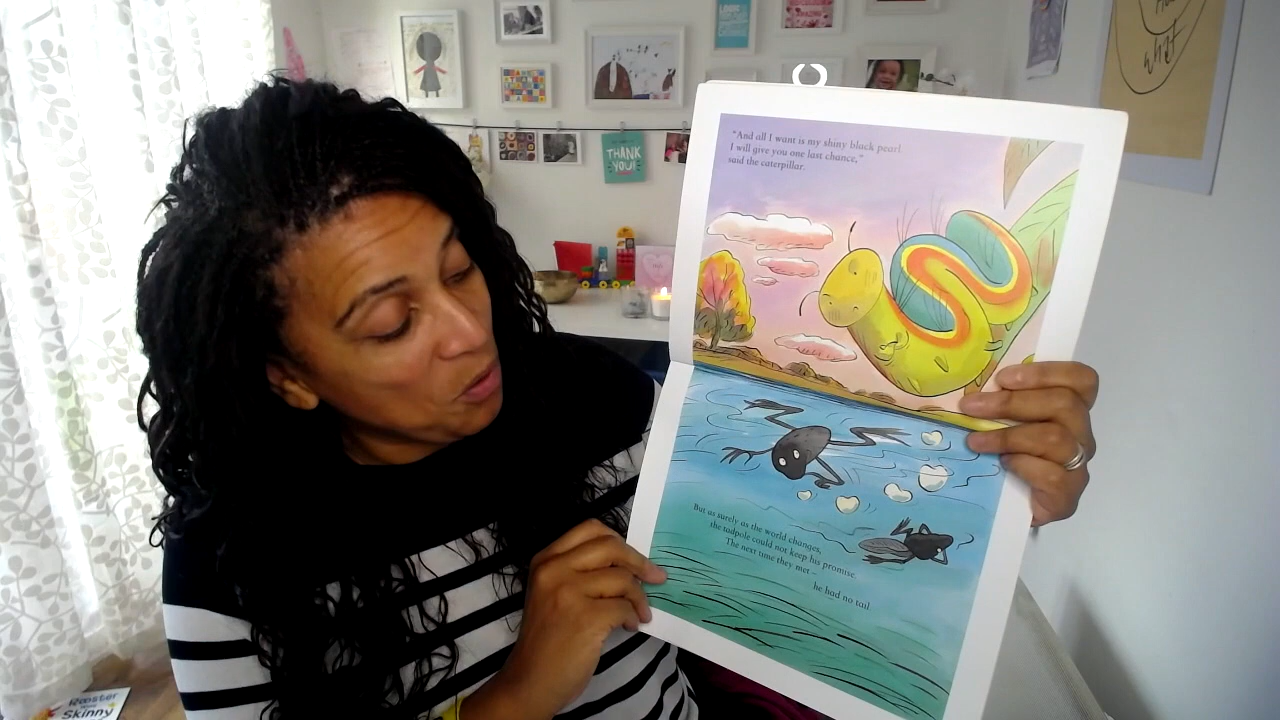 "And all I want is my shiny black pearl.
I will give you one last chance,"
said the caterpillar.
But as surely as the world changes,
the tadpole could not keep his promise.
The next time they met –
he had no tail.
THANK
YOU!
what
Rooster
Skinny